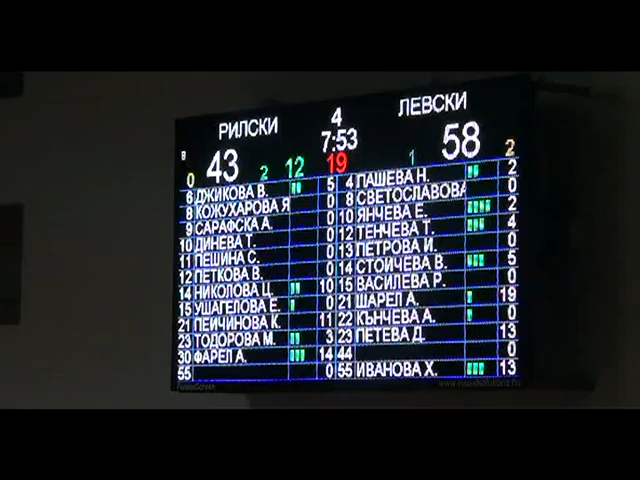 РИЛСКИ 4 ЛЕВСКИ
В 43 7:53 58
0 2 12 19 1 2
6 ДЖИКОВА В. 5 4 ПАШЕВА Н. 2
8 КОЖУХАРОВА Я 0 8 СВЕТОСЛАВОВА 0
9 САРАФСКА А. 0 10 ЯНЧЕВА Е. 2
10 ДИНЕВА Т. 0 12 ТЕНЧЕВА Т. 4
11 ПЕШИНА С. 0 13 ПЕТРОВА И. 0
12 ПЕТКОВА В. 0 14 СТОЙЧЕВА В. 5
14 НИКОЛОВА Ц. 10 15 ВАСИЛЕВА Р. 0
15 УШАГЕЛОВА Е. 0 21 ШАРЕЛ А. 19
21 ПЕЙЧИНОВА К. 11 22 КЪНЧЕВА А. 0
23 ТОДОРОВА М. 3 23 ПЕТЕВА Д. 13
30 ФАРЕЛ А. 14 44 0
55 0 55 ИВАНОВА Х. 13